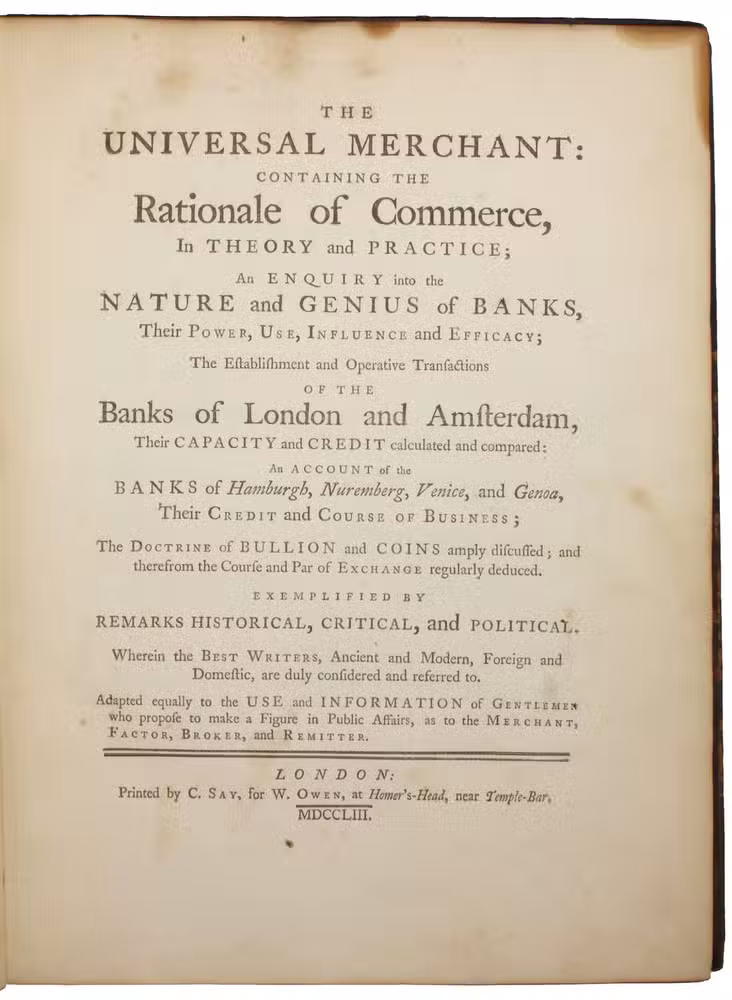 THE
UNIVERSAL MERCHANT:
CONTAINING THE
Rationale of Commerce,
In THEORY and PRACTICE;
An ENQUIRY into the
NATURE and GENIUS of BANKS,
Their POWER, USE, INFLUENCE and EFFICACY;
The Eſtabliſhment and Operative Tranſactions
OF THE
Banks of London and Amſterdam,
Their CAPACITY and CREDIT calculated and compared:
An ACCOUNT of the
BANKS of Hamburgh, Nuremberg, Venice, and Genoa,
Their CREDIT and COURSE OF BUSINESS;
The DOCTRINE of BULLION and COINS amply diſcuſſed; and
therefrom the Courſe and Par of EXCHANGE regularly deduced.
EXEMPLIFIED BY
REMARKS HISTORICAL, CRITICAL, and POLITICAL.
Wherein the BEST WRITERS, Ancient and Modern, Foreign and
Domeſtic, are duly conſidered and referred to.
Adapted equally to the USE and INFORMATION of GENTLEMEN
who propoſe to make a Figure in Public Affairs, as to the MERCHANT,
FACTOR, BROKER, and REMITTER.
LONDON:
Printed by C. SAY, for W. OWEN, at Homer's-Head, near Temple-Bar,
MDCCLIII.